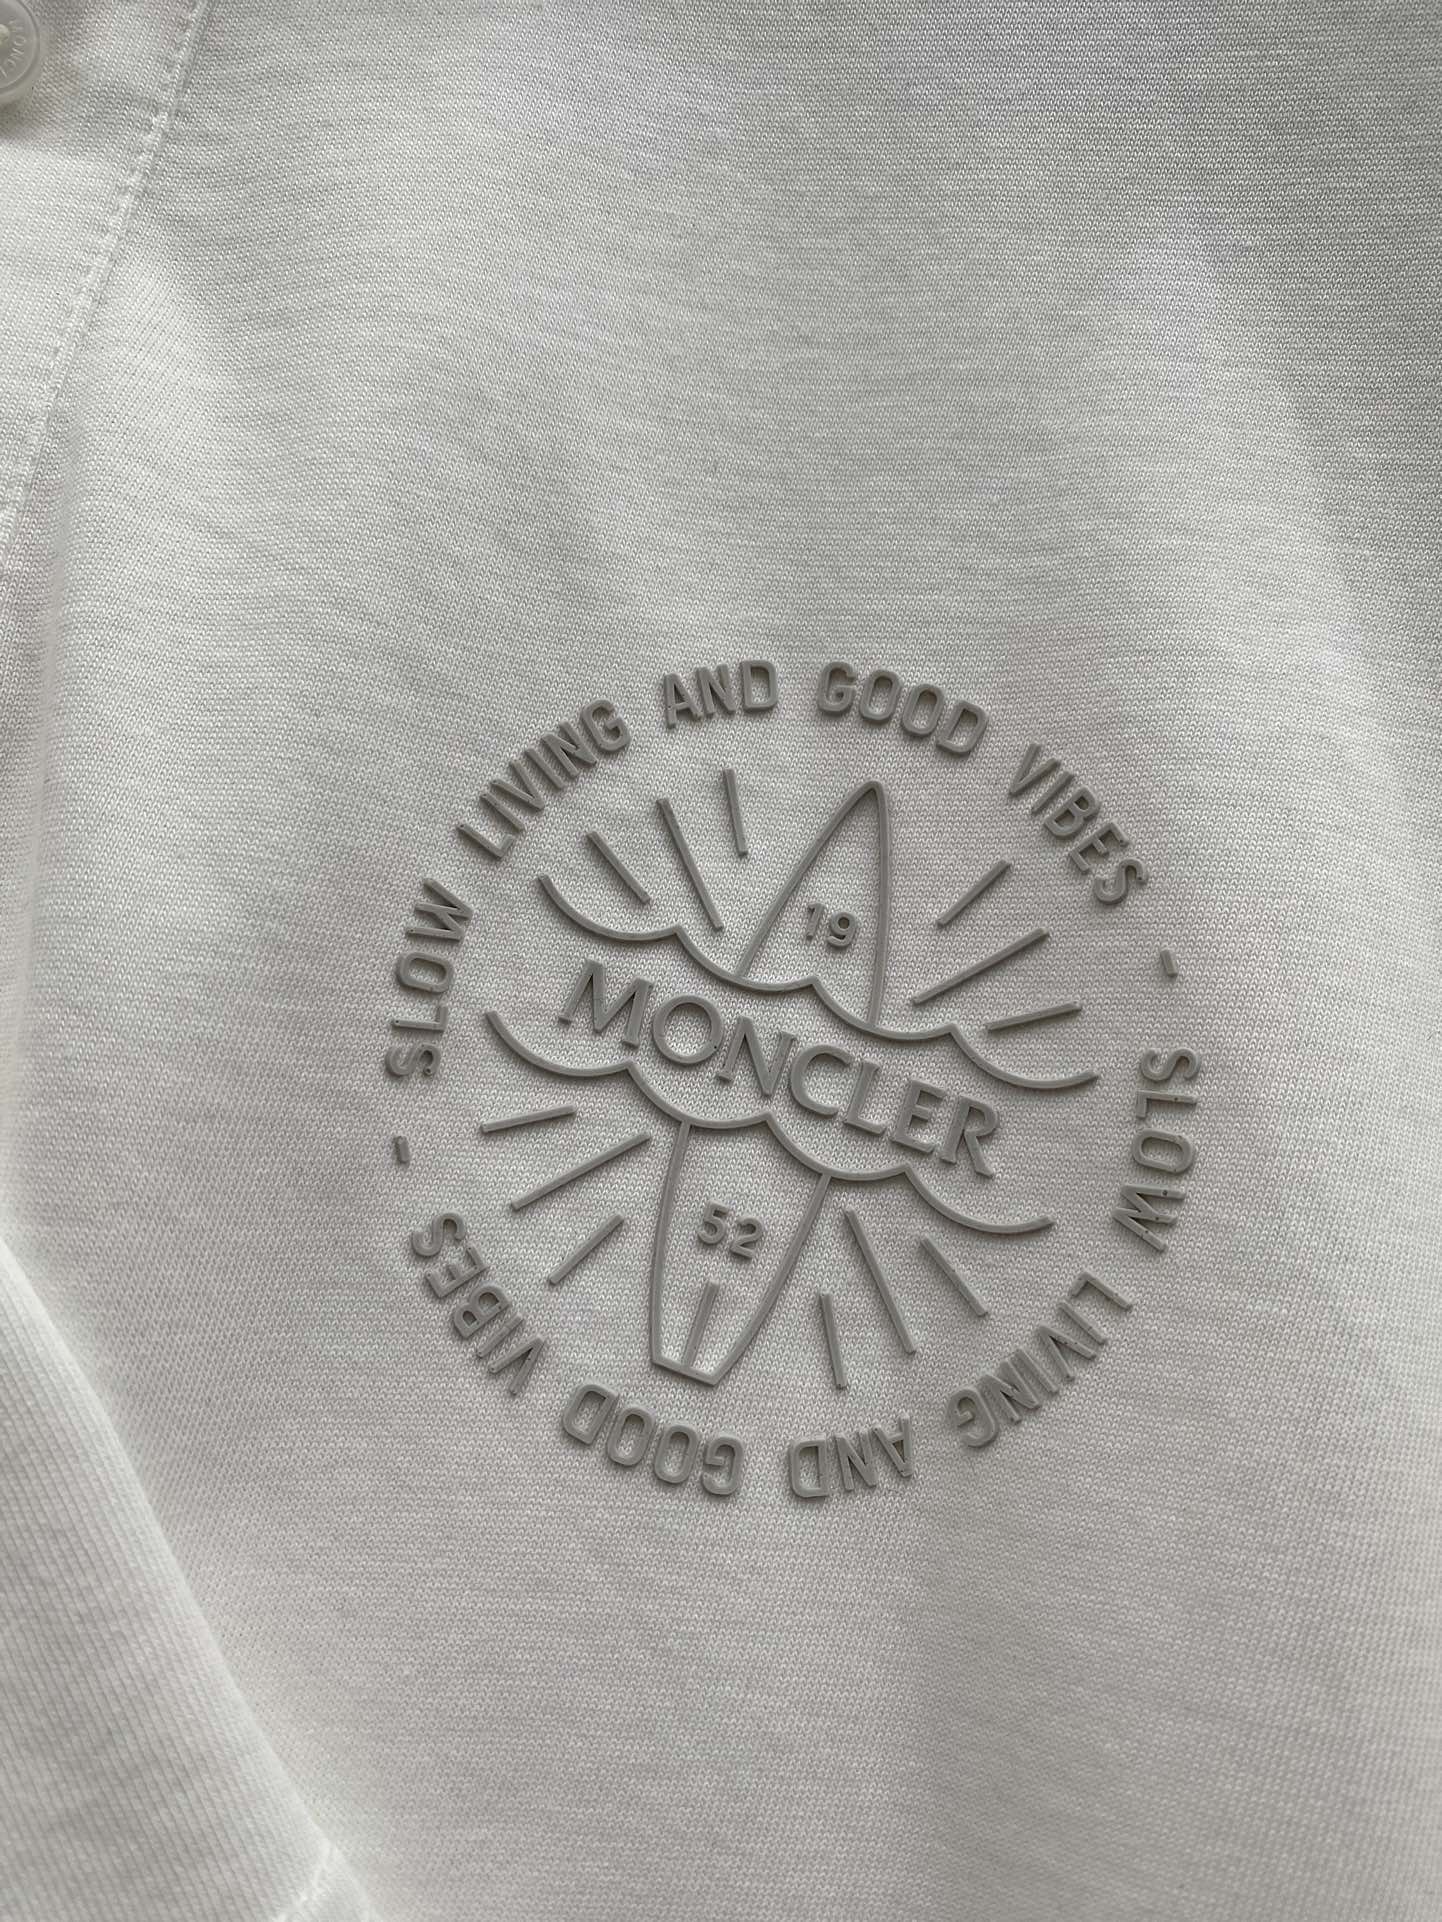 - SLOW LIVING AND GOOD VIBES - SLOW LIVING AND GOOD VIBES
19
MONCLER
52